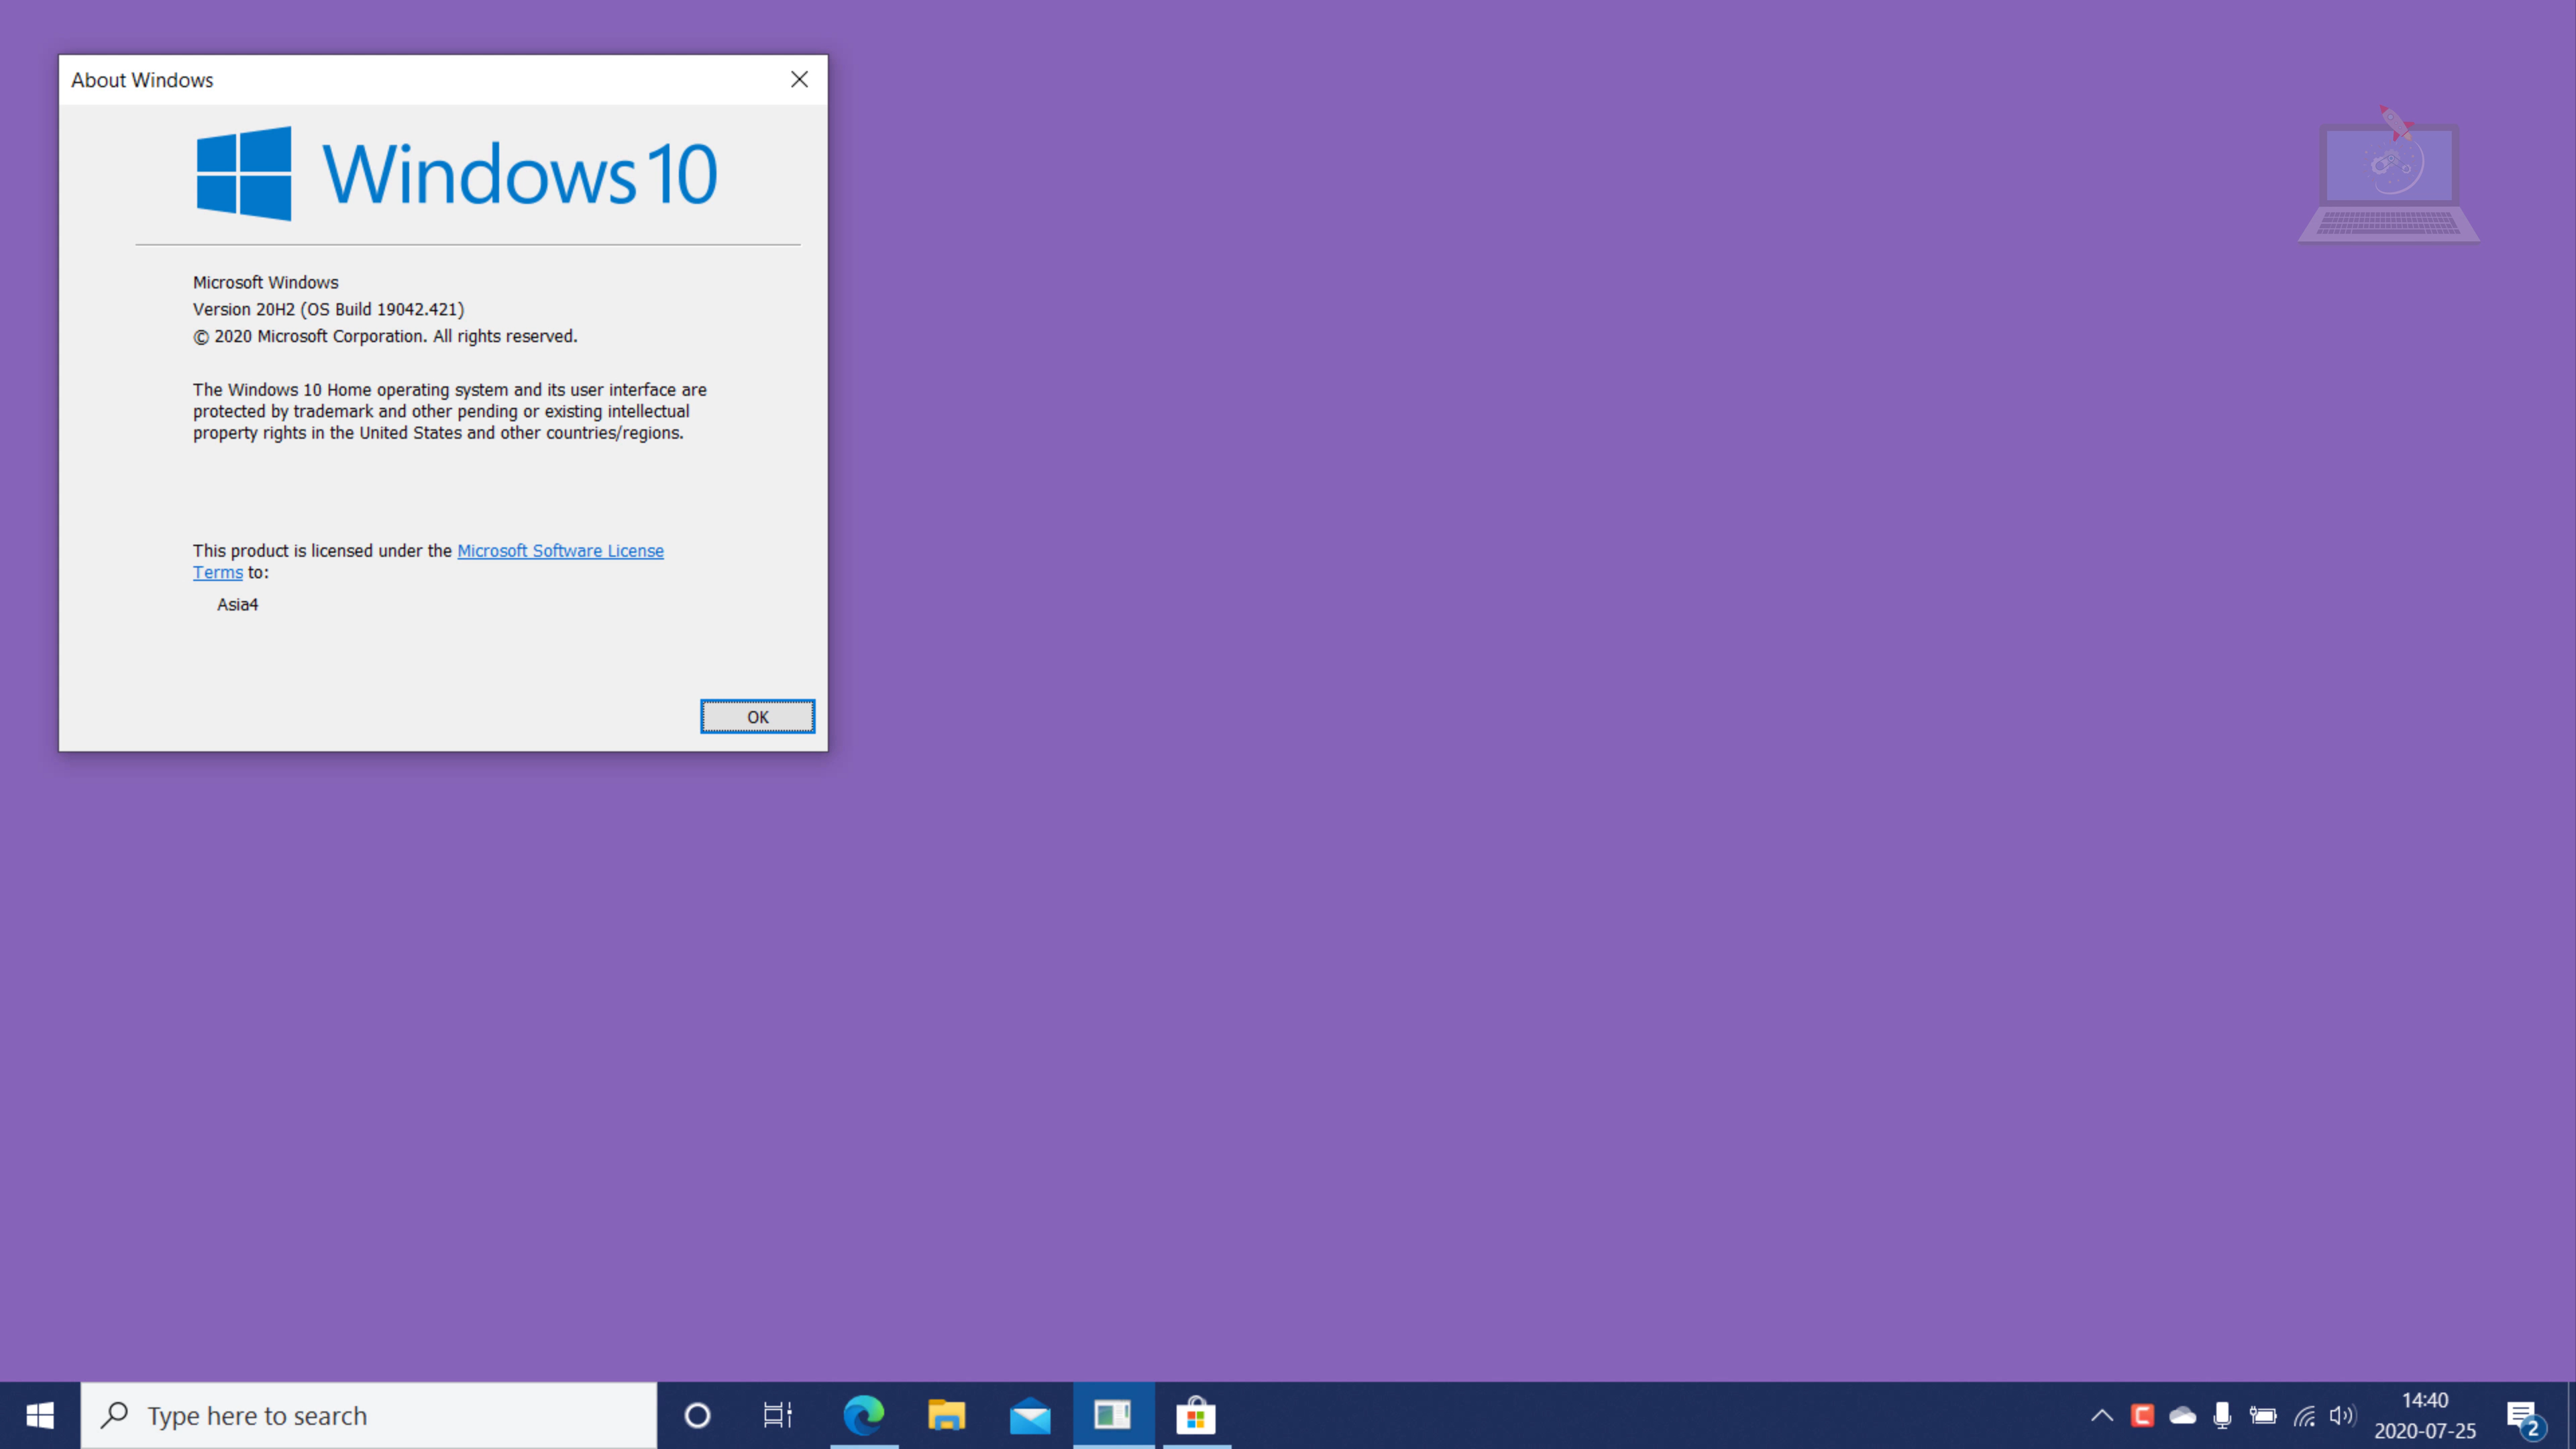 About Windows
Windows 10
Microsoft Windows
Version 20H2 (OS Build 19042.421)
© 2020 Microsoft Corporation. All rights reserved.
The Windows 10 Home operating system and its user interface are
protected by trademark and other pending or existing intellectual
property rights in the United States and other countries/regions.
This product is licensed under the Microsoft Software License
Terms to:
Asia4
OK
Type here to search
14:40
2020-07-25
2